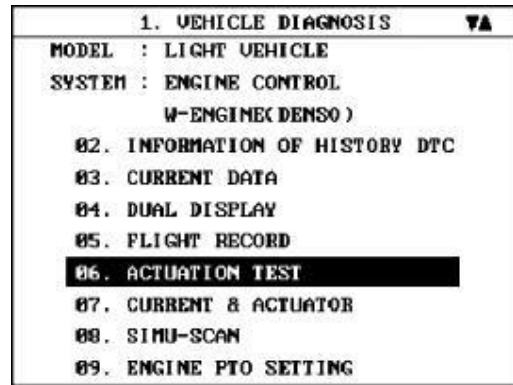 1. VEHICLE DIAGNOSIS ▼▲
MODEL : LIGHT VEHICLE
SYSTEM : ENGINE CONTROL
W-ENGINE(DENSO)
02. INFORMATION OF HISTORY DTC
03. CURRENT DATA
04. DUAL DISPLAY
05. FLIGHT RECORD
06. ACTUATION TEST
07. CURRENT & ACTUATOR
08. SIMU-SCAN
09. ENGINE PTO SETTING